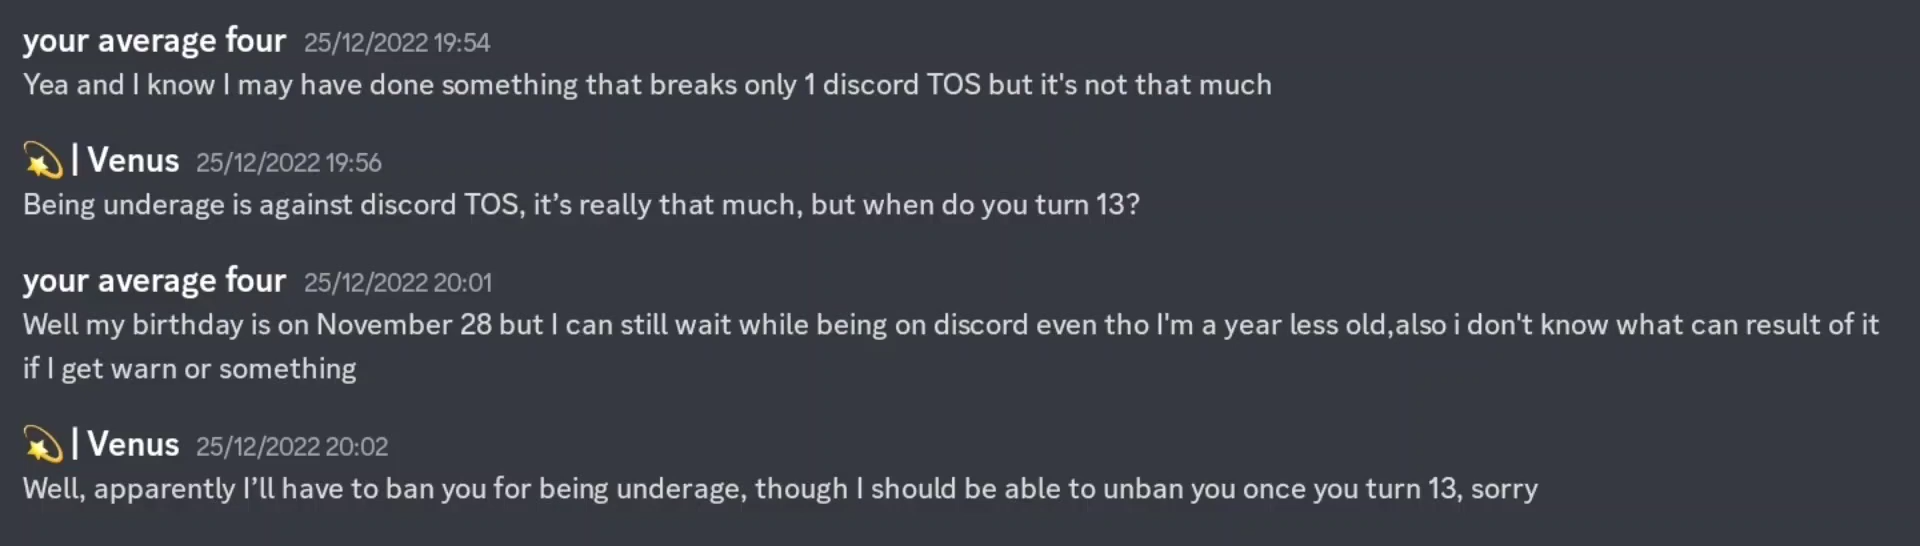 your average four 25/12/2022 19:54
Yea and I know I may have done something that breaks only 1 discord TOS but it's not that much
💫 | Venus 25/12/2022 19:56
Being underage is against discord TOS, it’s really that much, but when do you turn 13?
your average four 25/12/2022 20:01
Well my birthday is on November 28 but I can still wait while being on discord even tho I'm a year less old,also i don't know what can result of it
if I get warn or something
💫 | Venus 25/12/2022 20:02
Well, apparently I’ll have to ban you for being underage, though I should be able to unban you once you turn 13, sorry